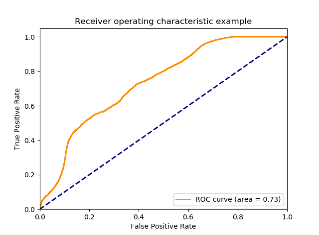 Receiver operating characteristic example
True Positive Rate
1.0
0.8
0.6
0.4
0.2
0.0
ROC curve (area = 0.73)
0.0 0.2 0.4 0.6 0.8 1.0
False Positive Rate